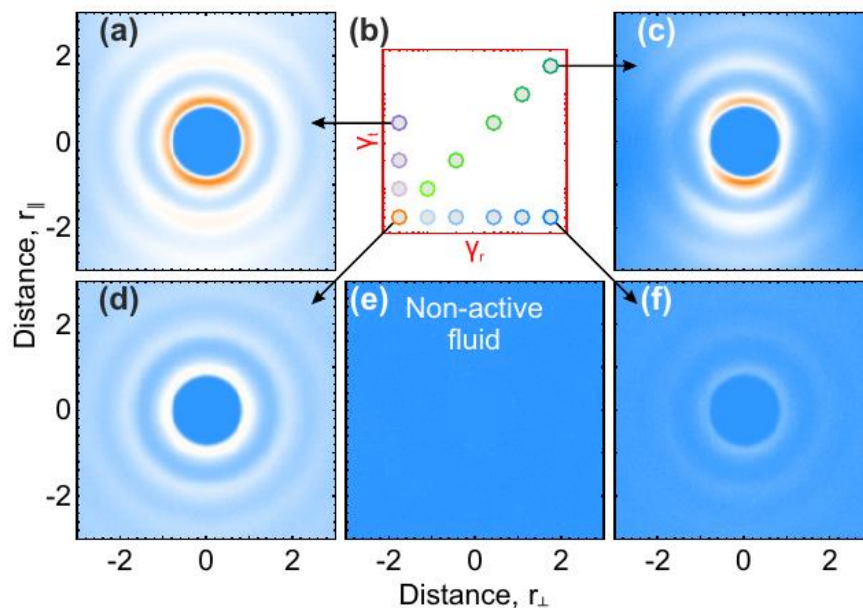 (a)
(b)
(c)
2
0
-2
γt
γr
Distance, r∥
(d)
(e)
Non-active
fluid
(f)
2
0
-2
-2 0 2
-2 0 2
-2 0 2
Distance, r⊥